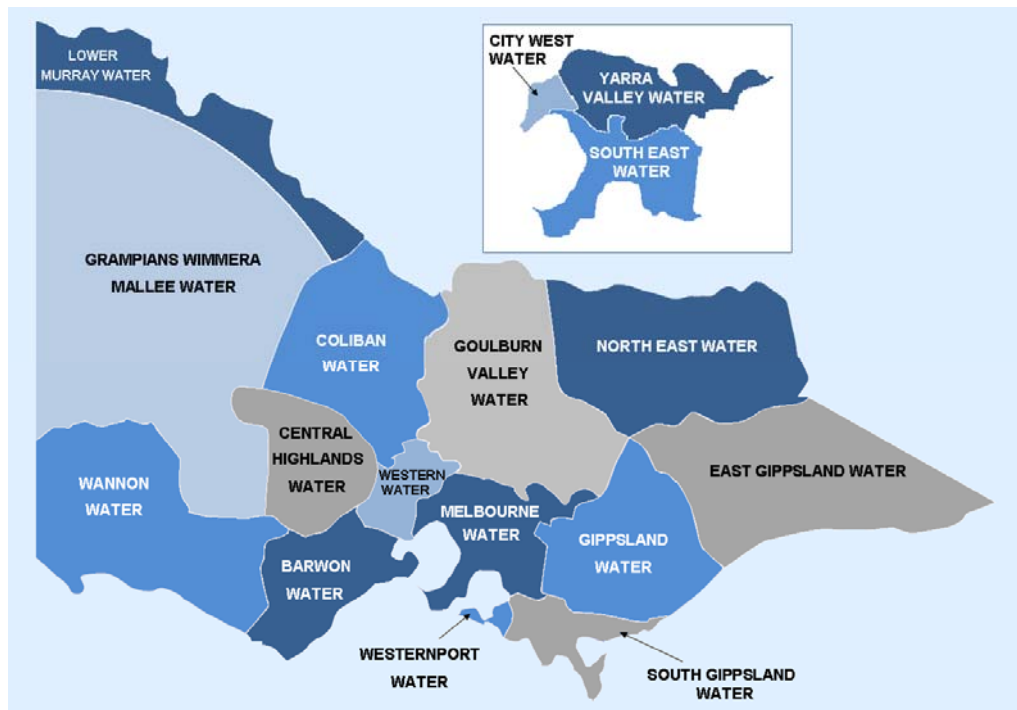 LOWER
MURRAY WATER
CITY WEST
WATER
YARRA
VALLEY WATER
SOUTH EAST
WATER
GRAMPIANS WIMMERA
MALLEE WATER
COLIBAN
WATER
GOULBURN
VALLEY
WATER
NORTH EAST WATER
CENTRAL
HIGHLANDS
WATER
WESTERN
WATER
WANNON
WATER
MELBOURNE
WATER
EAST GIPPSLAND WATER
GIPPSLAND
WATER
BARWON
WATER
WESTERNPORT
WATER
SOUTH GIPPSLAND
WATER